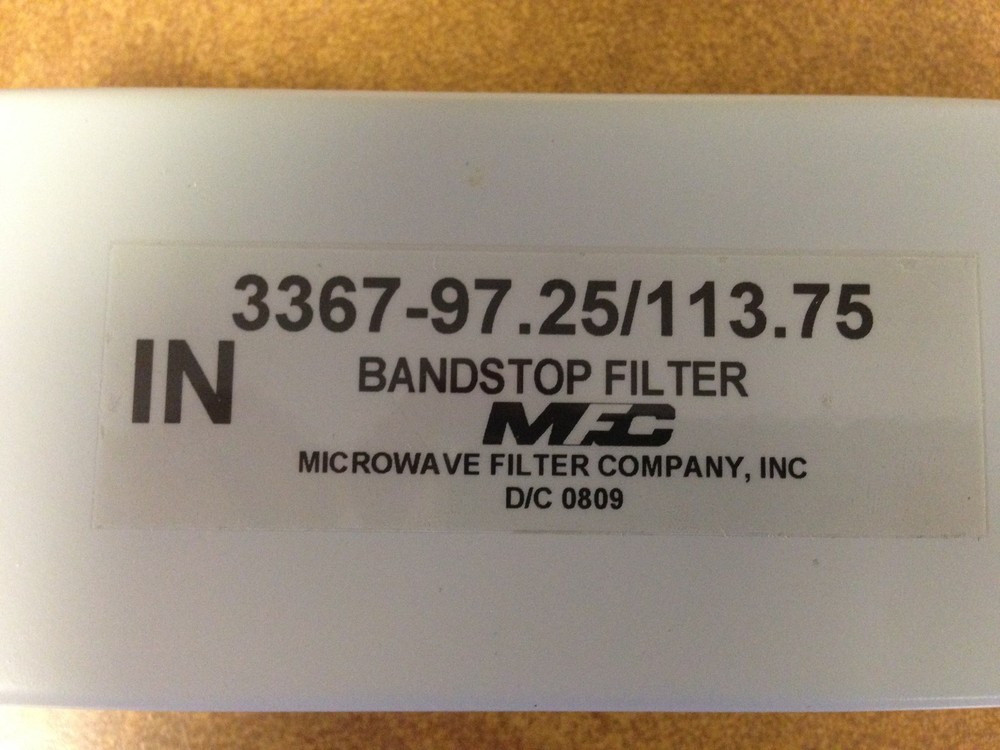 3367-97.25/113.75
IN
BANDSTOP FILTER
MFC
MICROWAVE FILTER COMPANY, INC
D/C 0809